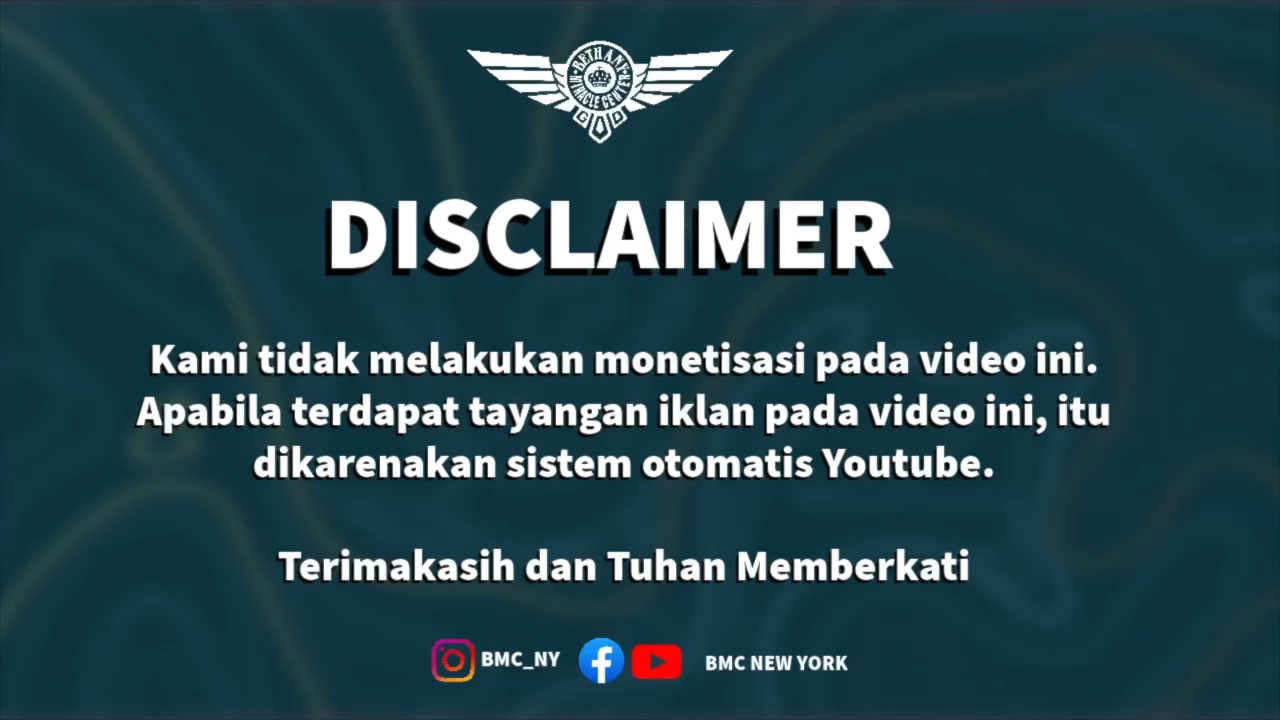 BETHANY
MIRACLE CENTER
DISCLAIMER
Kami tidak melakukan monetisasi pada video ini.
Apabila terdapat tayangan iklan pada video ini, itu
dikarenakan sistem otomatis Youtube.
Terimakasih dan Tuhan Memberkati
BMC_NY
BMC NEW YORK